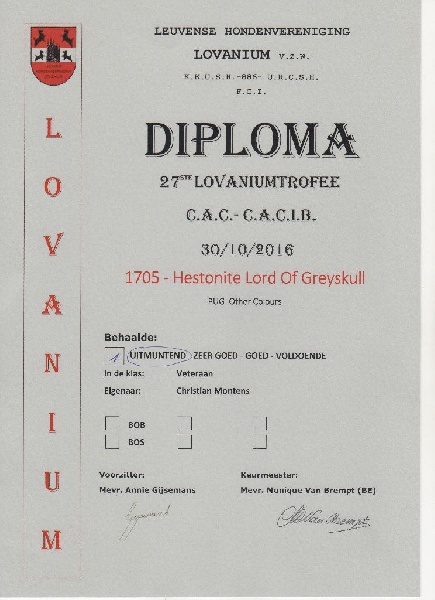 LEUVENSE HONDENVERENIGING
LOVANIUM V.Z.W.
K.K.U.S.H.-886- U.R.C.S.H.
F.C.I.
DIPLOMA
27STE LOVANIUMTROFEE
C.A.C.- C.A.C.I.B.
30/10/2016
1705 - Hestonite Lord Of Greyskull
PUG Other Colours
Behaalde:
1 UITMUNTEND ZEER GOED - GOED - VOLDOENDE
In de klas: Veteraan
Eigenaar: Christian Montens
BOB
BOS
Voorzitter: Keurmeester:
Mevr. Annie Gijsemans Mevr. Monique Van Brempt (BE)
LOVANIUM